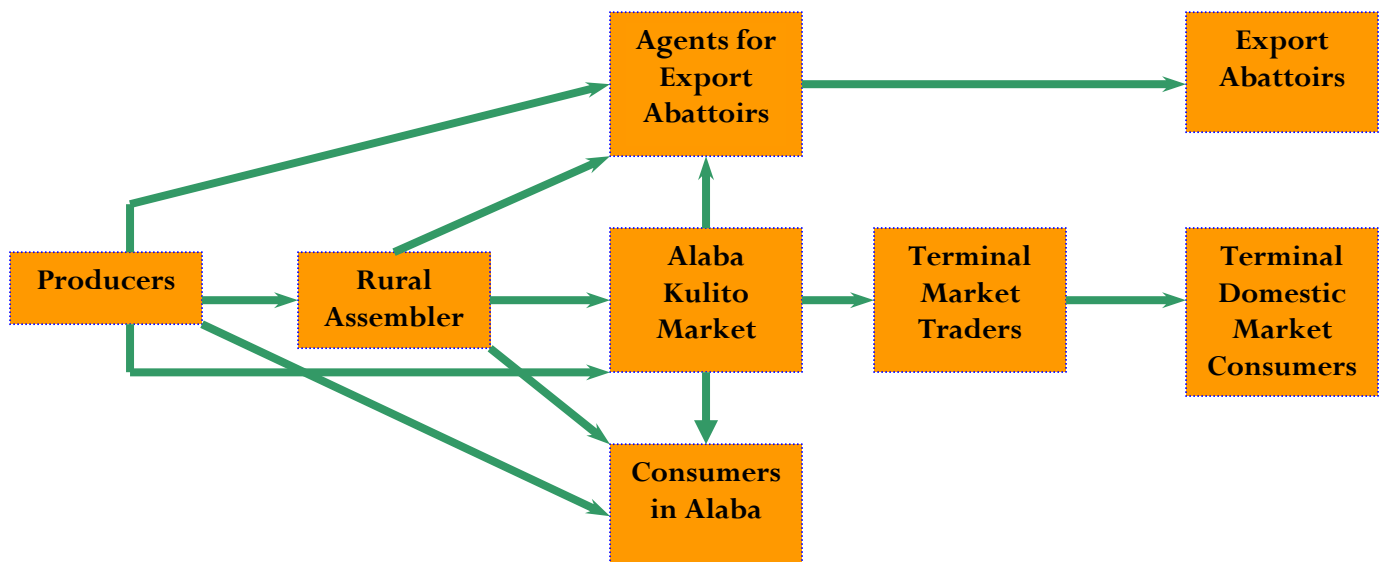 Agents for
Export
Abattoirs
Export
Abattoirs
Producers
Rural
Assembler
Alaba
Kulito
Market
Terminal
Market
Traders
Terminal
Domestic
Market
Consumers
Consumers
in Alaba